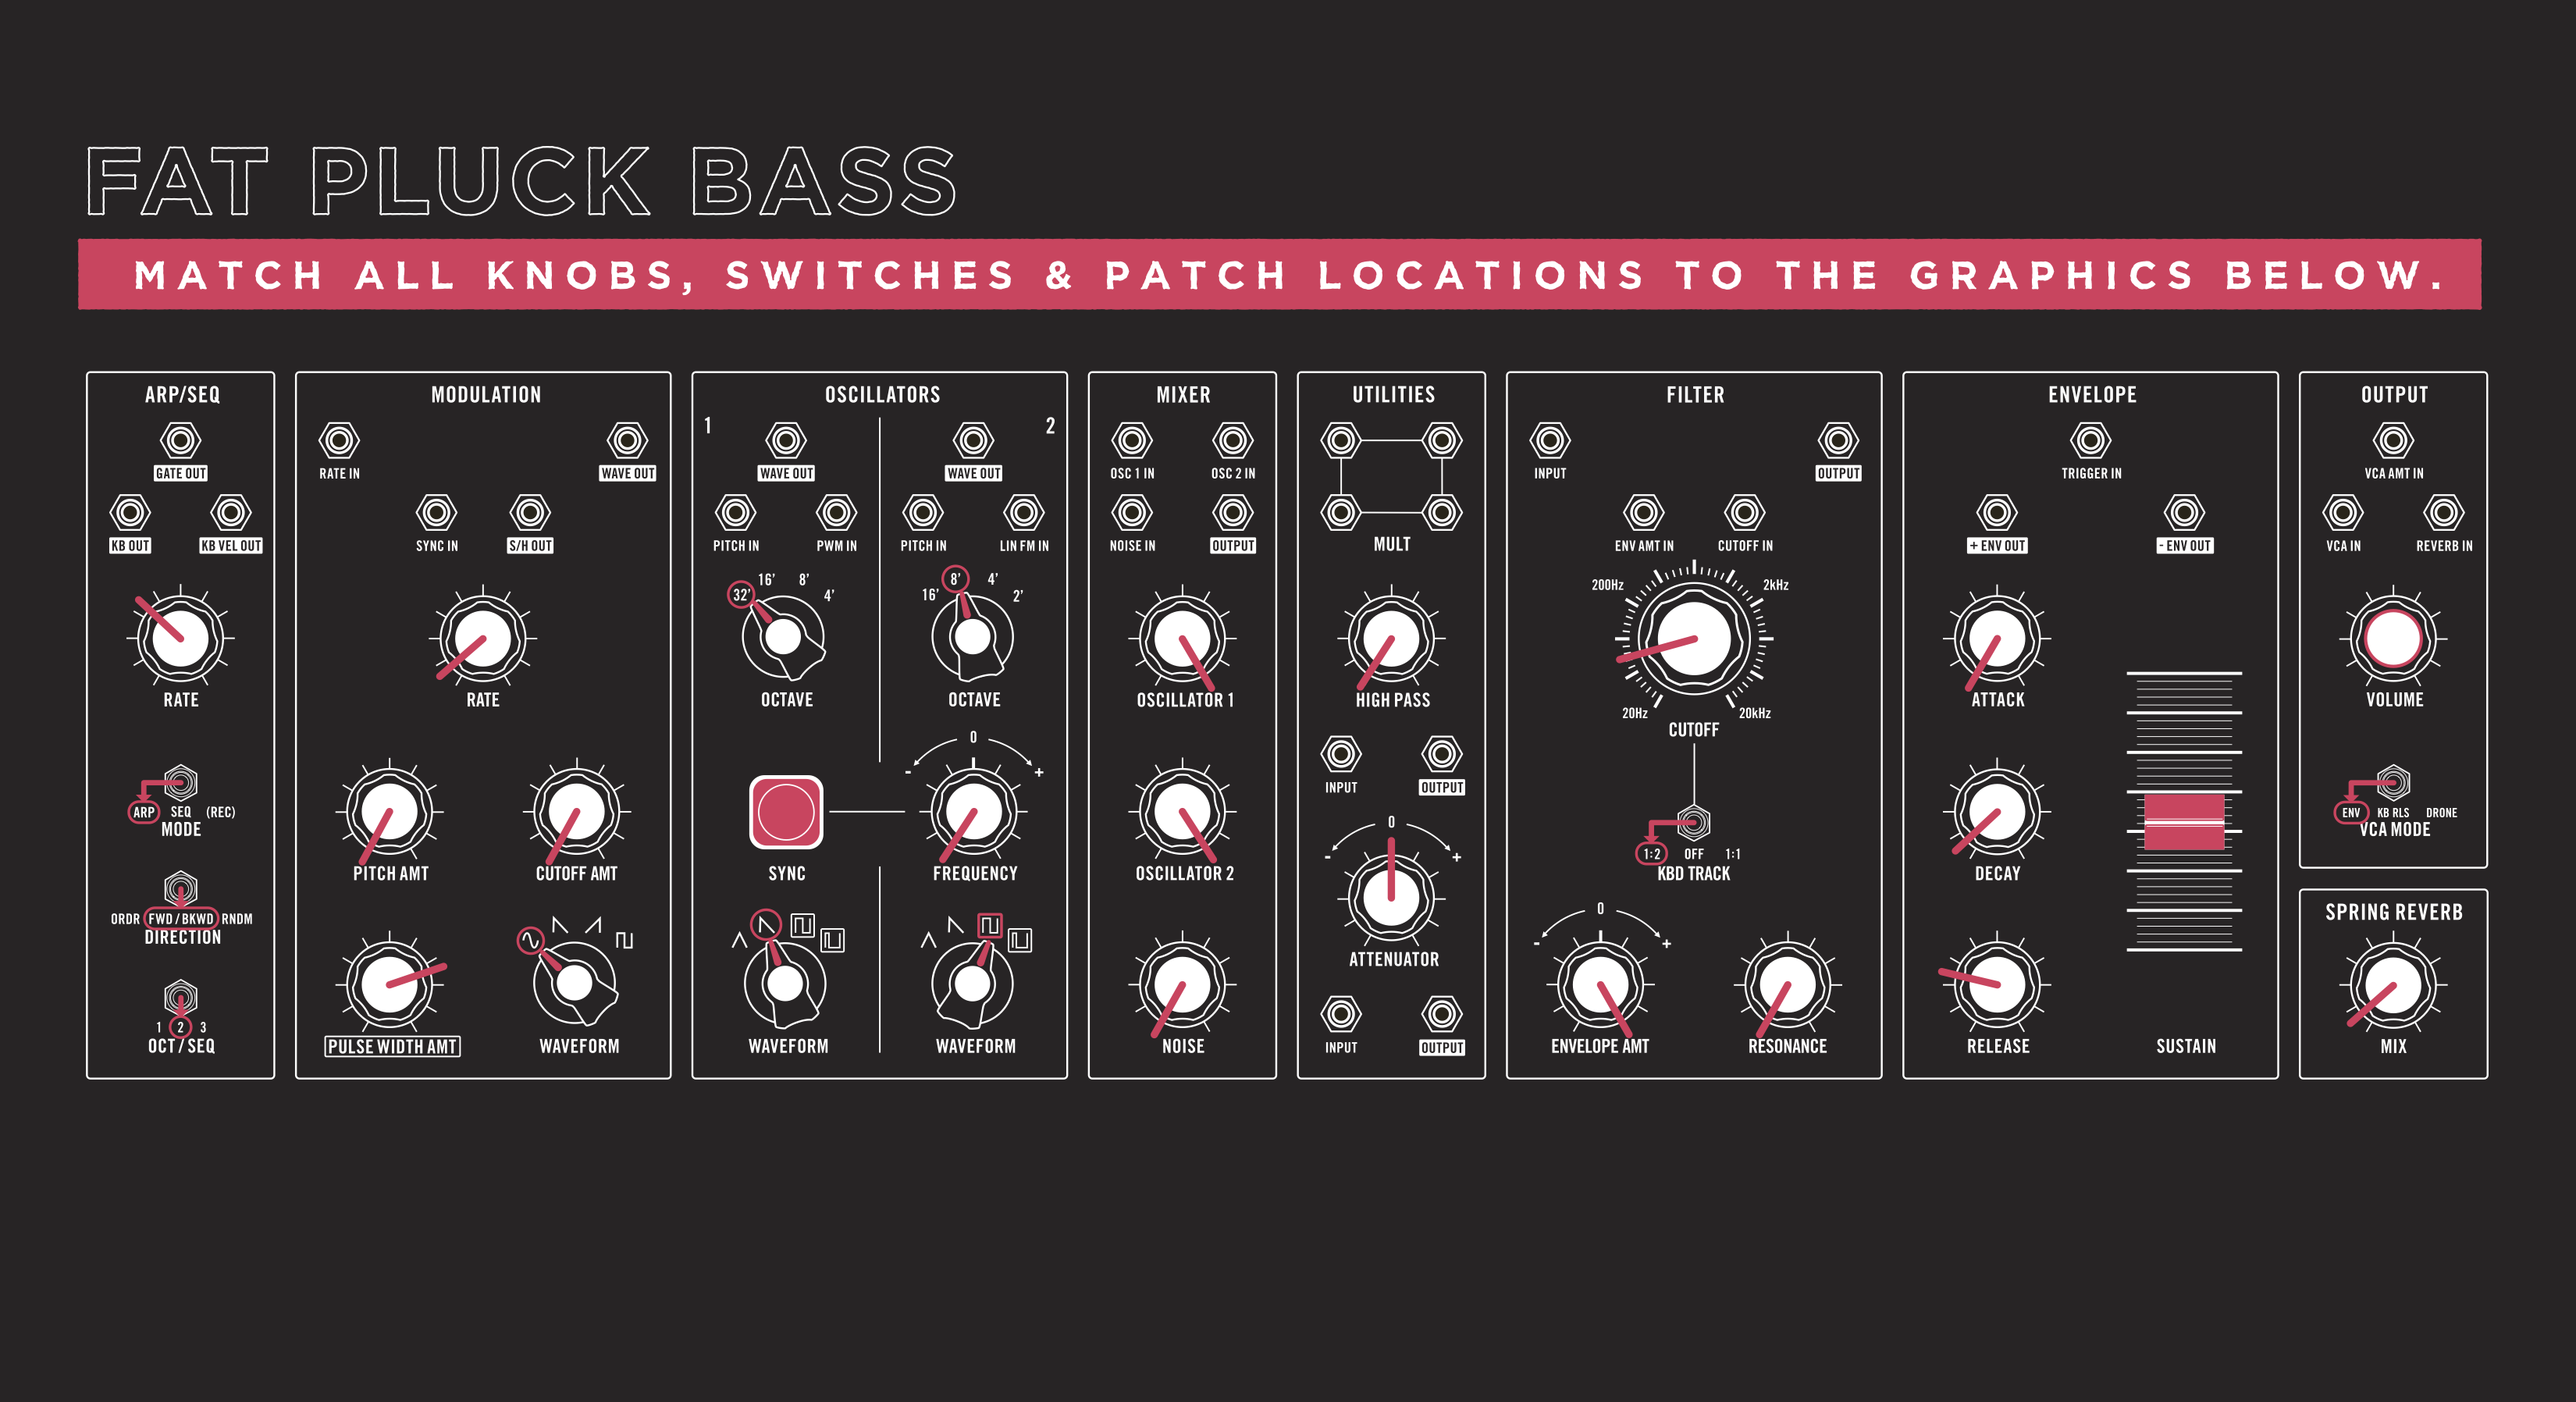 FAT PLUCK BASS
MATCH ALL KNOBS, SWITCHES & PATCH LOCATIONS TO THE GRAPHICS BELOW.
ARP/SEQ
GATE OUT
KB OUT KB VEL OUT
RATE
ARP SEQ (REC)
MODE
ORDR FWD / BKWD RNDM
DIRECTION
1 2 3
OCT / SEQ
MODULATION
RATE IN WAVE OUT
SYNC IN S/H OUT
RATE
PITCH AMT CUTOFF AMT
PULSE WIDTH AMT WAVEFORM
OSCILLATORS
1 2
WAVE OUT WAVE OUT
PITCH IN PWM IN PITCH IN LIN FM IN
32' 16' 8' 4' 16' 8' 4' 2'
OCTAVE OCTAVE
- 0 +
SYNC FREQUENCY
WAVEFORM WAVEFORM
MIXER
OSC 1 IN OSC 2 IN
NOISE IN OUTPUT
OSCILLATOR 1
OSCILLATOR 2
NOISE
UTILITIES
MULT
HIGH PASS
INPUT OUTPUT
- 0 +
ATTENUATOR
INPUT OUTPUT
FILTER
INPUT OUTPUT
ENV AMT IN CUTOFF IN
200Hz 2kHz
20Hz 20kHz
CUTOFF
1:2 OFF 1:1
KBD TRACK
- 0 +
ENVELOPE AMT RESONANCE
ENVELOPE
TRIGGER IN
+ ENV OUT - ENV OUT
ATTACK
DECAY
RELEASE SUSTAIN
OUTPUT
VCA AMT IN
VCA IN REVERB IN
VOLUME
ENV KB RLS DRONE
VCA MODE
SPRING REVERB
MIX